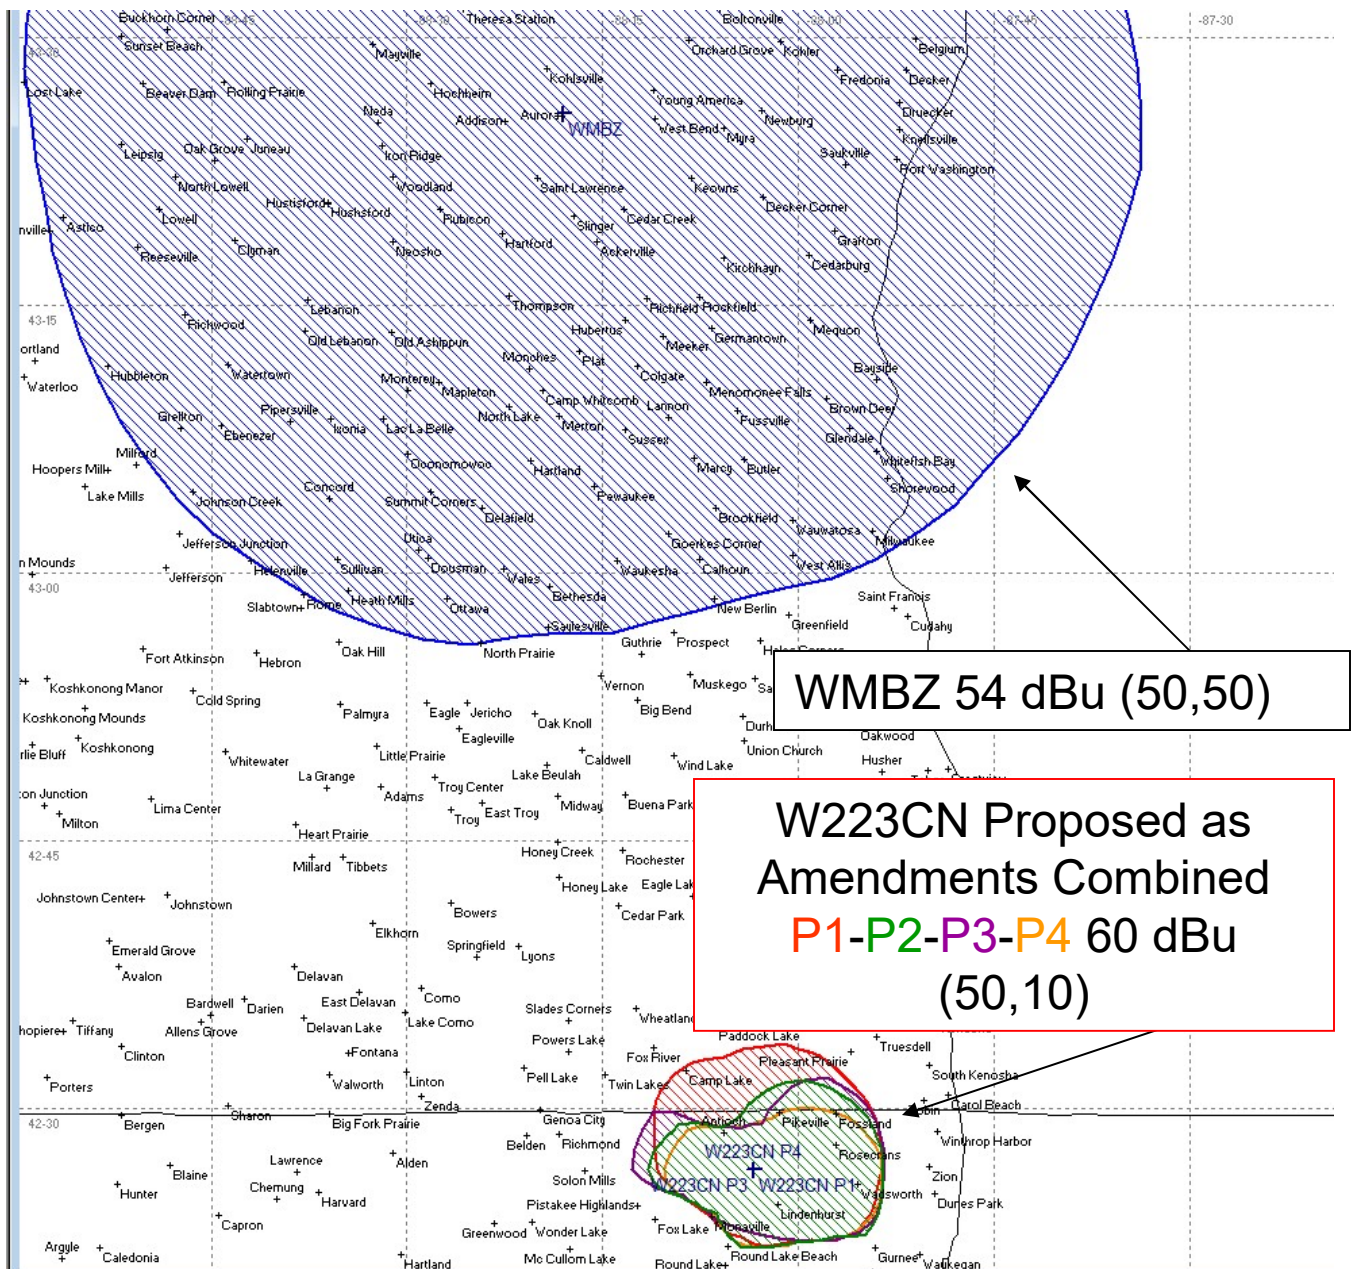 Buckhorn Corner
Theresa Station
Boltonville
-87-45
-87-30
Sunset Beach
Mayville
Orchard Grove
Kohler
Belgium
Kohlsville
Fredonia
Decker
Lost Lake
Beaver Dam
Rolling Prairie
Hochheim
Young America
Neda
Addison
Aurora
WMBZ
Newburg
Druecker
West Bend
Myra
Knellsville
Leipsig
Oak Grove
Juneau
Iron Ridge
Saukville
Port Washington
North Lowell
Woodland
Saint Lawrence
Keowns
Hustisford
Hushsford
Decker Corner
Astico
Lowell
Rubicon
Slinger
Cedar Creek
Reeseville
Clyman
Neosho
Hartford
Ackerville
Grafton
Kirchhayn
Cedarburg
43-15
Richwood
Lebanon
Thompson
Richfield
Rockfield
Old Lebanon
Old Ashippun
Hubertus
Meeker
Germantown
Mequon
ortland
Waterloo
Hubbleton
Watertown
Monches
Plat
Colgate
Bayside
Monterey
Mapleton
Camp Whitcomb
Menomonee Falls
Grellton
Pipersville
Ixonia
Lac La Belle
North Lake
Merton
Lannon
Fussville
Brown Deer
Ebenezer
Sussex
Glendale
Milford
Hoopers Mill
Oconomowoc
Hartland
Marcy
Butler
Whitefish Bay
Lake Mills
Johnson Creek
Concord
Summit Corners
Pewaukee
Shorewood
Delafield
Brookfield
Wauwatosa
Jefferson Junction
Utica
Goerkes Corner
Milwaukee
n Mounds
Jefferson
Helenville
Sullivan
Dousman
Wales
Waukesha
Calhoun
West Allis
43-00
Slabtown
Rome
Heath Mills
Ottawa
Bethesda
New Berlin
Saint Francis
Saylesville
Greenfield
Cudahy
Fort Atkinson
Hebron
Oak Hill
North Prairie
Guthrie
Prospect
Koshkonong Manor
Cold Spring
Vernon
Muskego
WMBZ 54 dBu (50,50)
Koshkonong Mounds
Palmyra
Eagle
Jericho
Oak Knoll
Big Bend
Durh
Eagleville
Oakwood
rlie Bluff
Koshkonong
Whitewater
Little Prairie
Caldwell
Wind Lake
Union Church
Husher
La Grange
Lake Beulah
Troy Center
ton Junction
Lima Center
Adams
Troy
East Troy
Midway
Buena Park
Milton
Heart Prairie
W223CN Proposed as
Amendments Combined
P1-P2-P3-P4 60 dBu
(50,10)
42-45
Millard
Tibbets
Honey Creek
Rochester
Honey Lake
Eagle Lak
Johnstown Center
Johnstown
Bowers
Cedar Park
Emerald Grove
Elkhorn
Springfield
Lyons
Avalon
Delavan
Bardwell
Darien
East Delavan
Como
Slades Corners
Wheatland
hopiere
Tiffany
Allens Grove
Delavan Lake
Lake Como
Powers Lake
Paddock Lake
Clinton
Fontana
Fox River
Pleasant Prairie
Truesdell
Porters
Walworth
Linton
Pell Lake
Twin Lakes
Camp Lake
South Kenosha
Zenda
Carol Beach
42-30
Bergen
Sharon
Big Fork Prairie
Genoa City
Antioch
Pikeville
Fossland
Belden
Richmond
Winthrop Harbor
Blaine
Lawrence
Alden
W223CN P4
Rosecrans
Hunter
Chemung
Harvard
Solon Mills
W223CN P3
W223CN P1
Wadsworth
Zion
Capron
Pistakee Highlands
Lindenhurst
Dunes Park
Greenwood
Wonder Lake
Fox Lake
Monaville
Argyle
Caledonia
Hartland
Mc Cullom Lake
Round Lake
Round Lake Beach
Gurnee
Waukegan